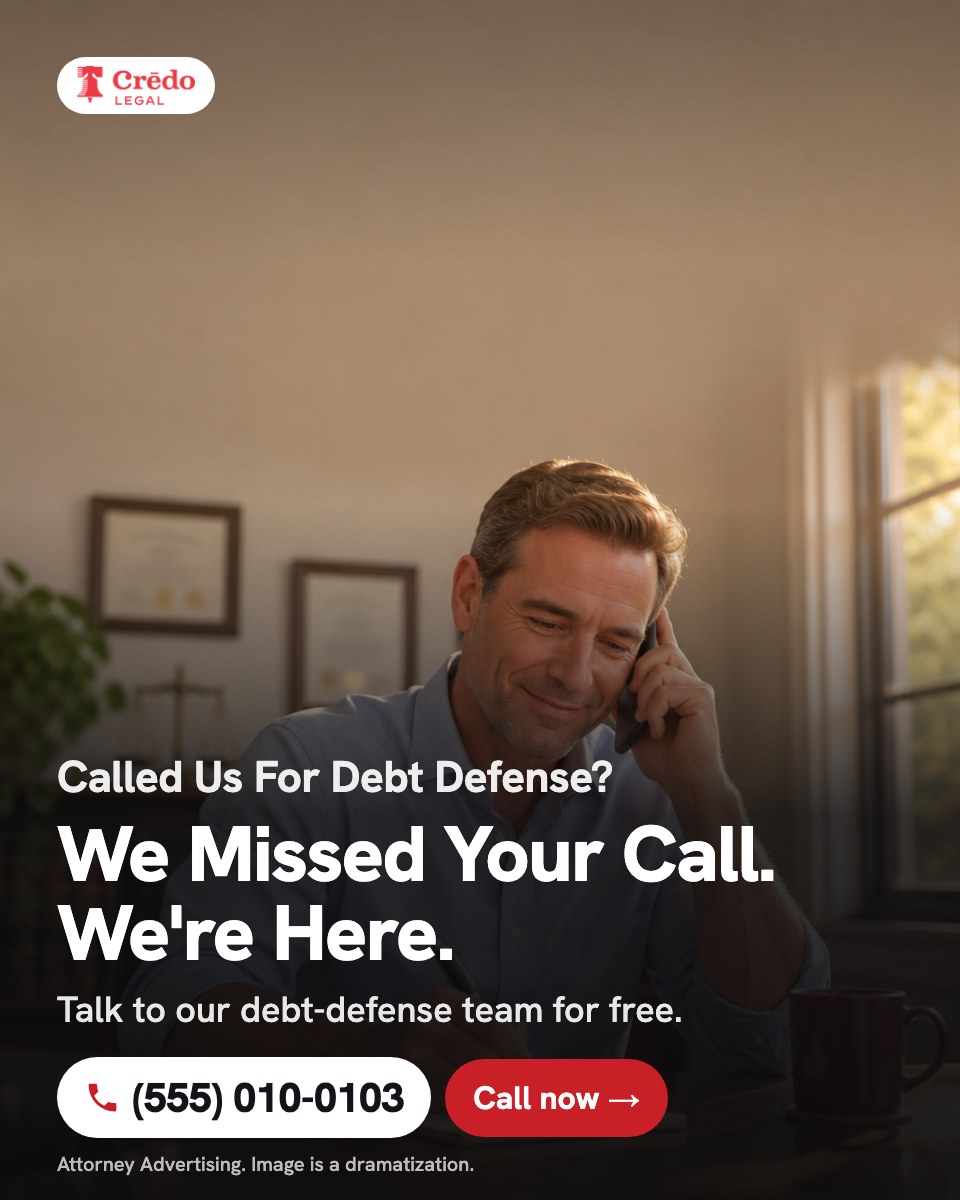 Crēdo
LEGAL
Called Us For Debt Defense?
We Missed Your Call.
We're Here.
Talk to our debt-defense team for free.
(555) 010-0103
Call now →
Attorney Advertising. Image is a dramatization.